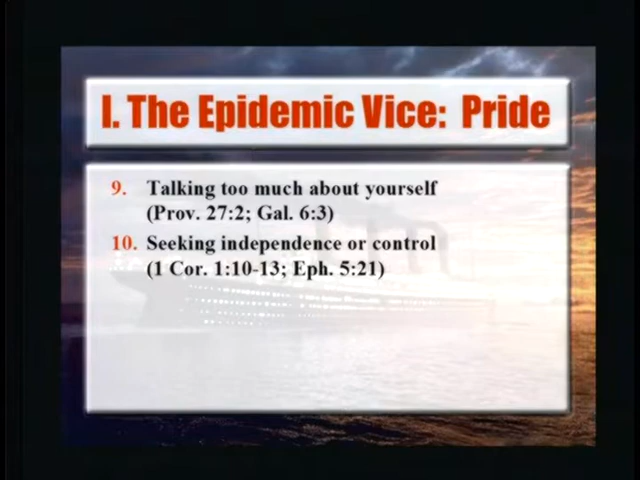 I. The Epidemic Vice: Pride
9. Talking too much about yourself
(Prov. 27:2; Gal. 6:3)
10. Seeking independence or control
(1 Cor. 1:10-13; Eph. 5:21)